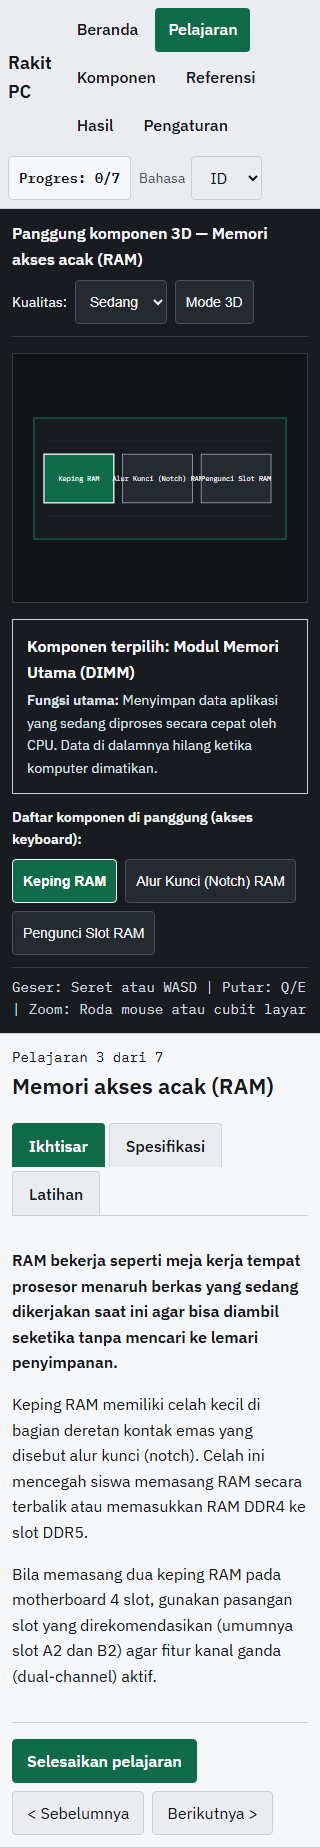 Rakit PC
Beranda
Pelajaran
Komponen
Referensi
Hasil
Pengaturan
Progres: 0/7
Bahasa
ID
Panggung komponen 3D — Memori
akses acak (RAM)
Kualitas:
Sedang
Mode 3D
Keping RAM
Alur Kunci (Notch) RAM
Pengunci Slot RAM
Komponen terpilih: Modul Memori
Utama (DIMM)
Fungsi utama: Menyimpan data aplikasi
yang sedang diproses secara cepat oleh
CPU. Data di dalamnya hilang ketika
komputer dimatikan.
Daftar komponen di panggung (akses
keyboard):
Keping RAM
Alur Kunci (Notch) RAM
Pengunci Slot RAM
Geser: Seret atau WASD | Putar: Q/E
| Zoom: Roda mouse atau cubit layar
Pelajaran 3 dari 7
Memori akses acak (RAM)
Ikhtisar
Spesifikasi
Latihan
RAM bekerja seperti meja kerja tempat
prosesor menaruh berkas yang sedang
dikerjakan saat ini agar bisa diambil
seketika tanpa mencari ke lemari
penyimpanan.
Keping RAM memiliki celah kecil di
bagian deretan kontak emas yang
disebut alur kunci (notch). Celah ini
mencegah siswa memasang RAM secara
terbalik atau memasukkan RAM DDR4 ke
slot DDR5.
Bila memasang dua keping RAM pada
motherboard 4 slot, gunakan pasangan
slot yang direkomendasikan (umumnya
slot A2 dan B2) agar fitur kanal ganda
(dual-channel) aktif.
Selesaikan pelajaran
< Sebelumnya
Berikutnya >